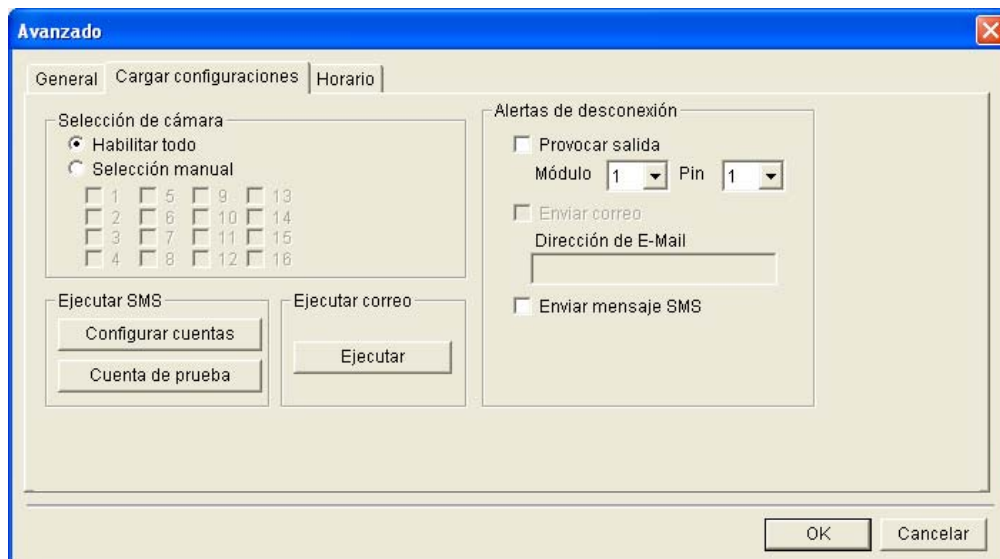 Avanzado
General Cargar configuraciones Horario
Selección de cámara
Habilitar todo
Selección manual
1 5 9 13
2 6 10 14
3 7 11 15
4 8 12 16
Ejecutar SMS
Configurar cuentas
Cuenta de prueba
Ejecutar correo
Ejecutar
Alertas de desconexión
Provocar salida
Módulo 1 Pin 1
Enviar correo
Dirección de E-Mail
Enviar mensaje SMS
OK Cancelar